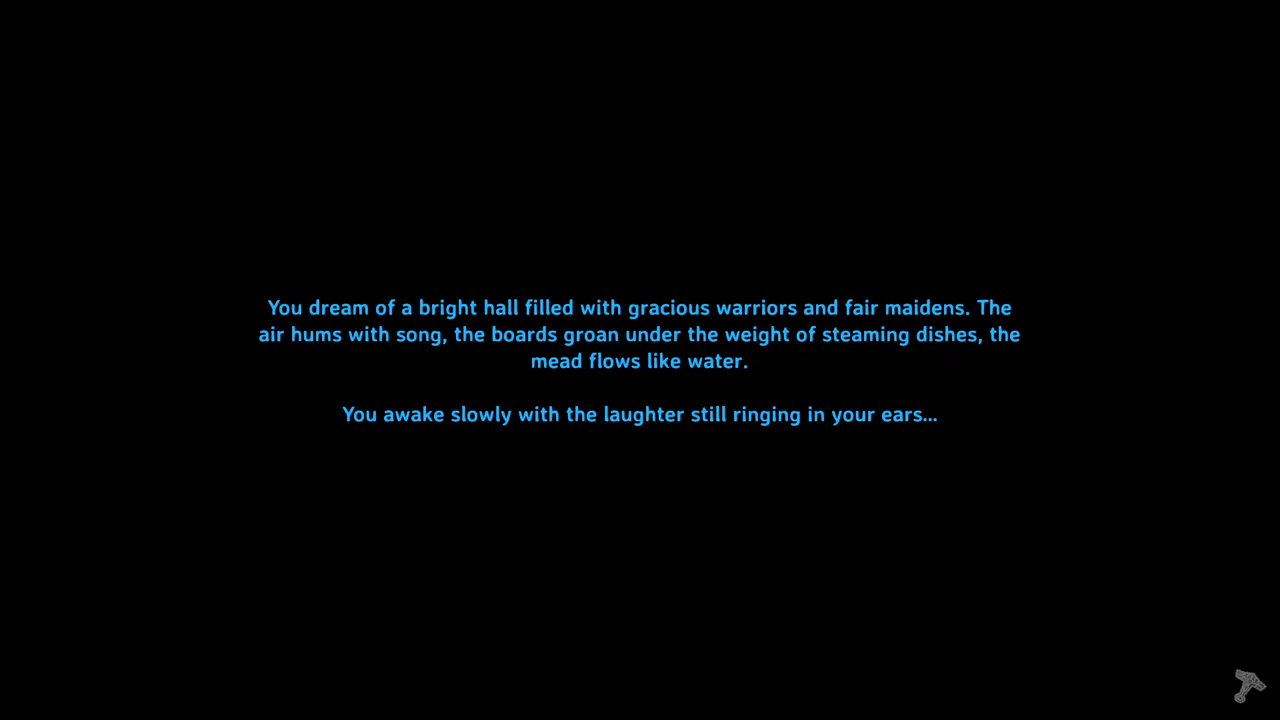 You dream of a bright hall filled with gracious warriors and fair maidens. The
air hums with song, the boards groan under the weight of steaming dishes, the
mead flows like water.
You awake slowly with the laughter still ringing in your ears...